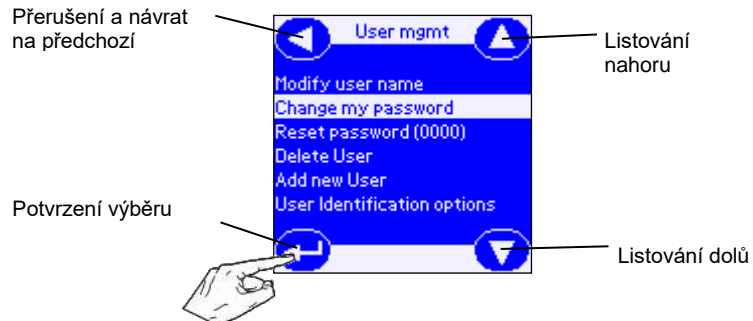 Přerušení a návrat
na předchozí
User mgmt
Listování
nahoru
Modify user name
Change my password
Reset password (0000)
Delete User
Add new User
User Identification options
Potvrzení výběru
Listování dolů